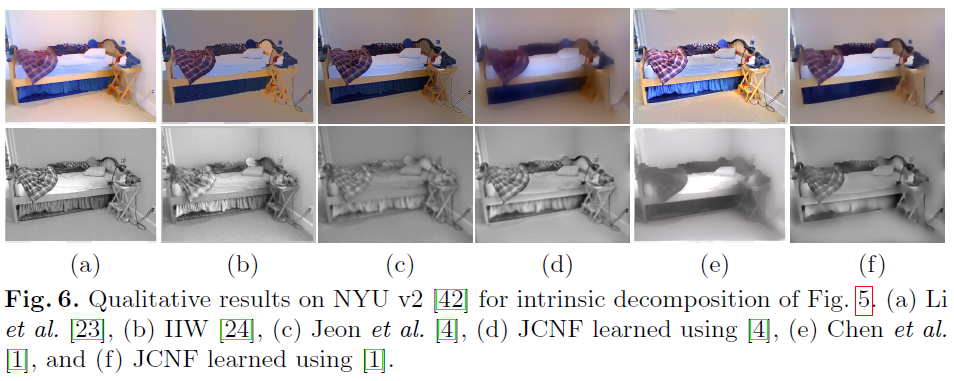 (a) (b) (c) (d) (e) (f)
Fig. 6. Qualitative results on NYU v2 [42] for intrinsic decomposition of Fig. 5. (a) Li
et al. [23], (b) IIW [24], (c) Jeon et al. [4], (d) JCNF learned using [4], (e) Chen et al.
[1], and (f) JCNF learned using [1].